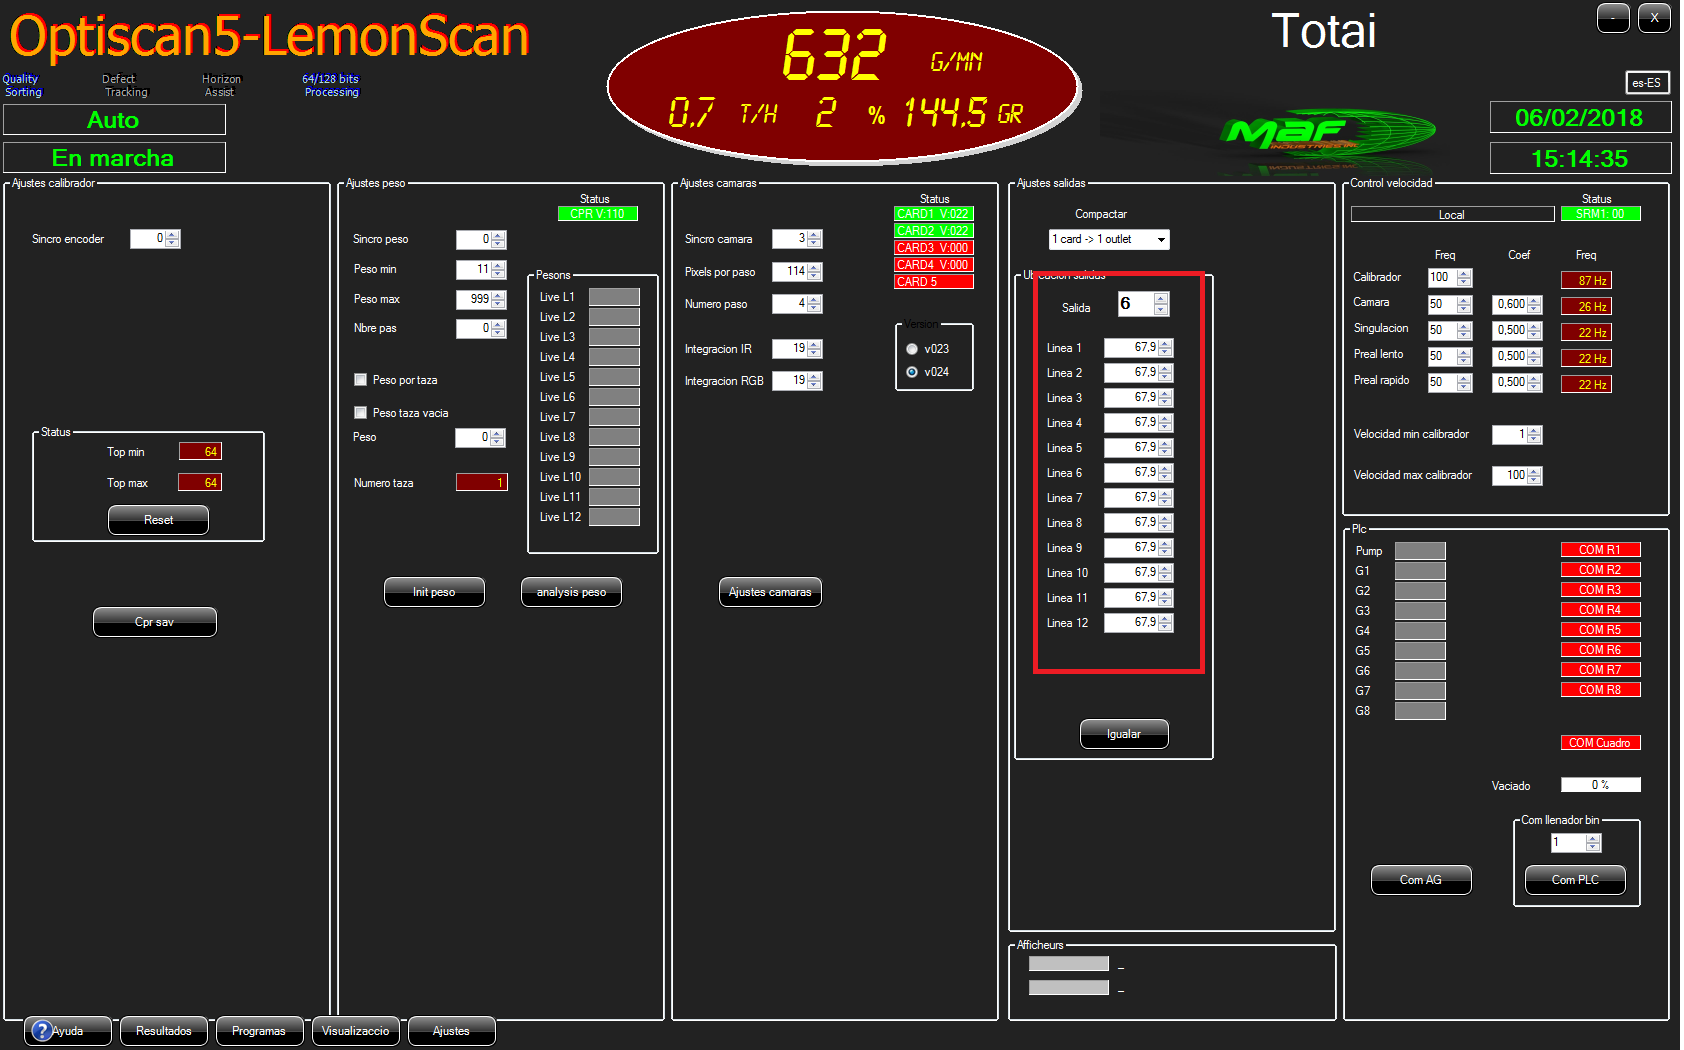 Optiscan5-LemonScan
Quality Sorting
Defect Tracking
Horizon Assist
64/128 bits Processing
Auto
En marcha
632 G/MN
0,7 T/H 2 % 144,5 GR
Totai
- X
es-ES
MAF
INDUSTRIES INC
06/02/2018
15:14:35
Ajustes calibrador
Sincro encoder 0
Status
Top min 64
Top max 64
Reset
Cpr sav
Ajustes peso
Status
CPR V:110
Sincro peso 0
Peso min 11
Peso max 999
Nbre pas 0
Peso por taza
Peso taza vacia
Peso 0
Numero taza 1
Pesons
Live L1
Live L2
Live L3
Live L4
Live L5
Live L6
Live L7
Live L8
Live L9
Live L10
Live L11
Live L12
Init peso
analysis peso
Ajustes camaras
Status
CARD1 V:022
CARD2 V:022
CARD3 V:000
CARD4 V:000
CARD 5
Sincro camara 3
Pixels por paso 114
Numero paso 4
Integracion IR 19
Integracion RGB 19
Version
v023
v024
Ajustes camaras
Ajustes salidas
Compactar
1 card -> 1 outlet
Ubicacion salidas
Salida 6
Linea 1 67,9
Linea 2 67,9
Linea 3 67,9
Linea 4 67,9
Linea 5 67,9
Linea 6 67,9
Linea 7 67,9
Linea 8 67,9
Linea 9 67,9
Linea 10 67,9
Linea 11 67,9
Linea 12 67,9
Igualar
Afficheurs
_
_
Control velocidad
Status
Local SRM1: 00
Freq Coef Freq
Calibrador 100 87 Hz
Camara 50 0,600 26 Hz
Singulacion 50 0,500 22 Hz
Preal lento 50 0,500 22 Hz
Preal rapido 50 0,500 22 Hz
Velocidad min calibrador 1
Velocidad max calibrador 100
Plc
Pump COM R1
G1 COM R2
G2 COM R3
G3 COM R4
G4 COM R5
G5 COM R6
G6 COM R7
G7 COM R8
G8
COM Cuadro
Vaciado 0 %
Com llenador bin
1
Com AG
Com PLC
Ayuda
Resultados
Programas
Visualizaccio
Ajustes